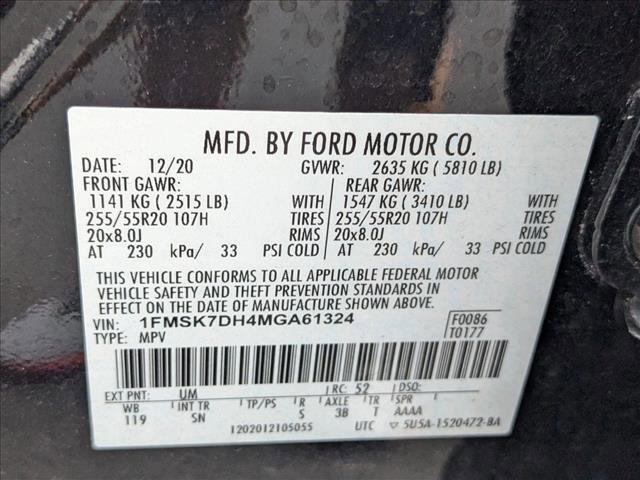 MFD. BY FORD MOTOR CO.
DATE: 12/20 GVWR: 2635 KG ( 5810 LB)
FRONT GAWR: REAR GAWR:
1141 KG ( 2515 LB) 1547 KG ( 3410 LB)
255/55R20 107H TIRES 255/55R20 107H TIRES
20x8.0J RIMS 20x8.0J RIMS
AT 230 kPa/ 33 PSI COLD AT 230 kPa/ 33 PSI COLD
THIS VEHICLE CONFORMS TO ALL APPLICABLE FEDERAL MOTOR
VEHICLE SAFETY AND THEFT PREVENTION STANDARDS IN
EFFECT ON THE DATE OF MANUFACTURE SHOWN ABOVE.
VIN: 1FMSK7DH4MGA61324 F0086
TYPE: MPV T0177
EXT PNT: UM RC: 52 DSO:
WB INT TR TP/PS R AXLE TR SPR
119 SN S 3B T AAAA
1202012105055 UTC 5U5A-1520472-BA